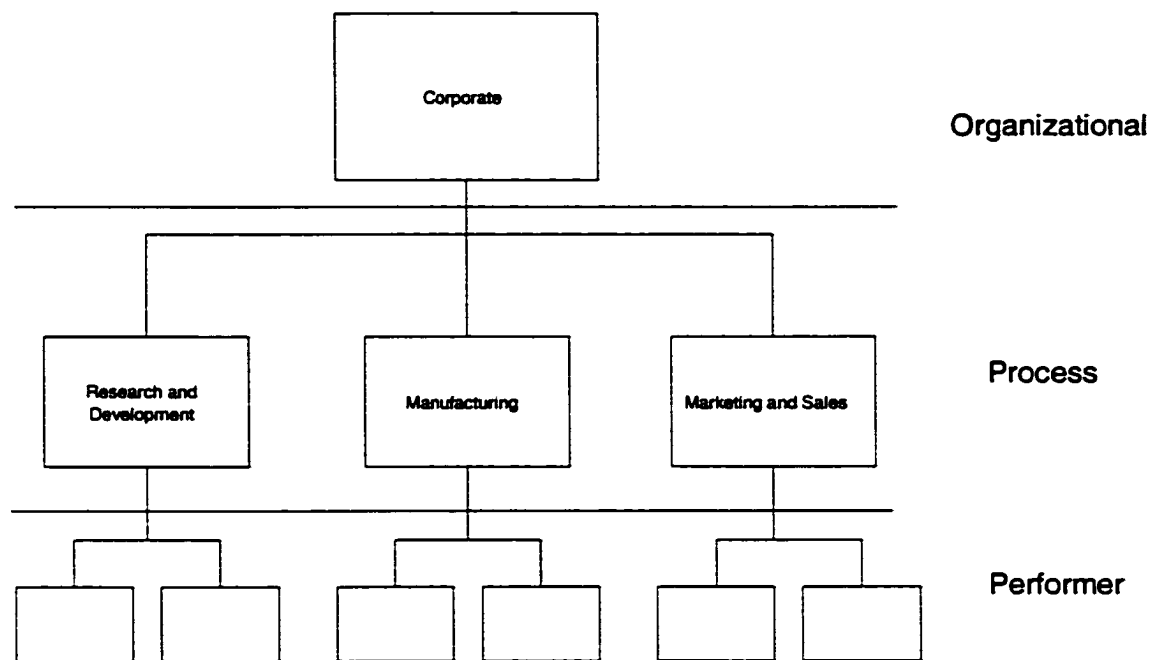 Corporate
Organizational
Research and
Development
Manufacturing
Marketing and Sales
Process
Performer